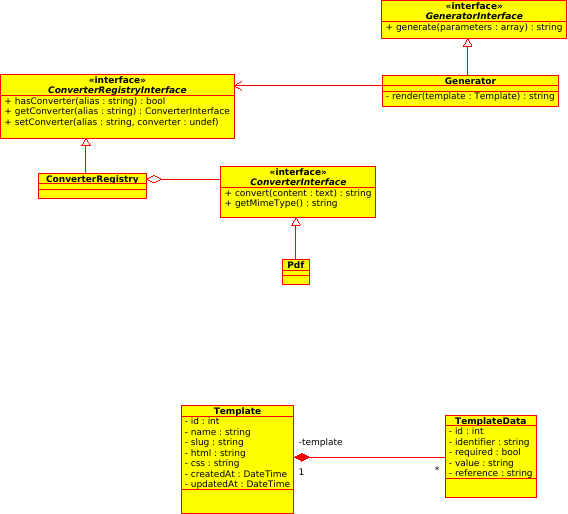 «interface»
GeneratorInterface
+ generate(parameters : array) : string
Generator
- render(template : Template) : string
«interface»
ConverterRegistryInterface
+ hasConverter(alias : string) : bool
+ getConverter(alias : string) : ConverterInterface
+ setConverter(alias : string, converter : undef)
ConverterRegistry
«interface»
ConverterInterface
+ convert(content : text) : string
+ getMimeType() : string
Pdf
Template
- id : int
- name : string
- slug : string
- html : string
- css : string
- createdAt : DateTime
- updatedAt : DateTime
-template
1
*
TemplateData
- id : int
- identifier : string
- required : bool
- value : string
- reference : string